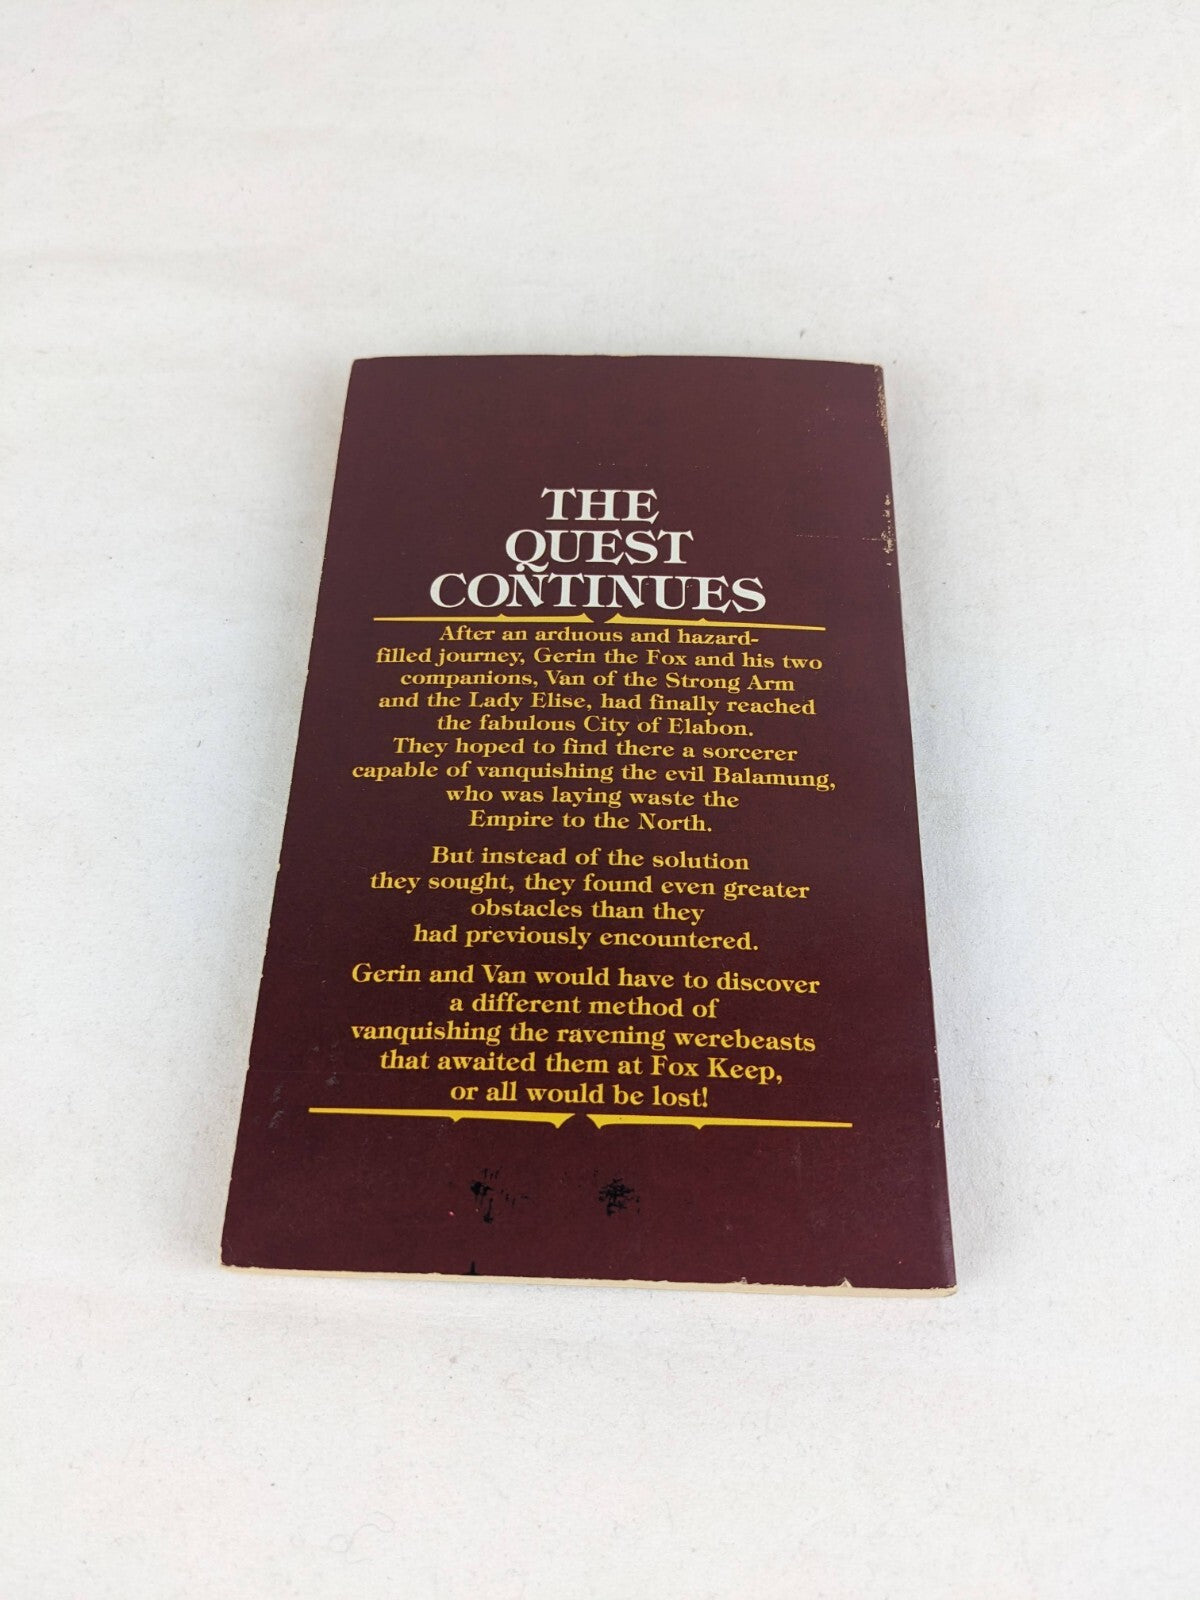 THE
QUEST
CONTINUES
After an arduous and hazard-
filled journey, Gerin the Fox and his two
companions, Van of the Strong Arm
and the Lady Elise, had finally reached
the fabulous City of Elabon.
They hoped to find there a sorcerer
capable of vanquishing the evil Balamung,
who was laying waste the
Empire to the North.
But instead of the solution
they sought, they found even greater
obstacles than they
had previously encountered.
Gerin and Van would have to discover
a different method of
vanquishing the ravening werebeasts
that awaited them at Fox Keep,
or all would be lost!